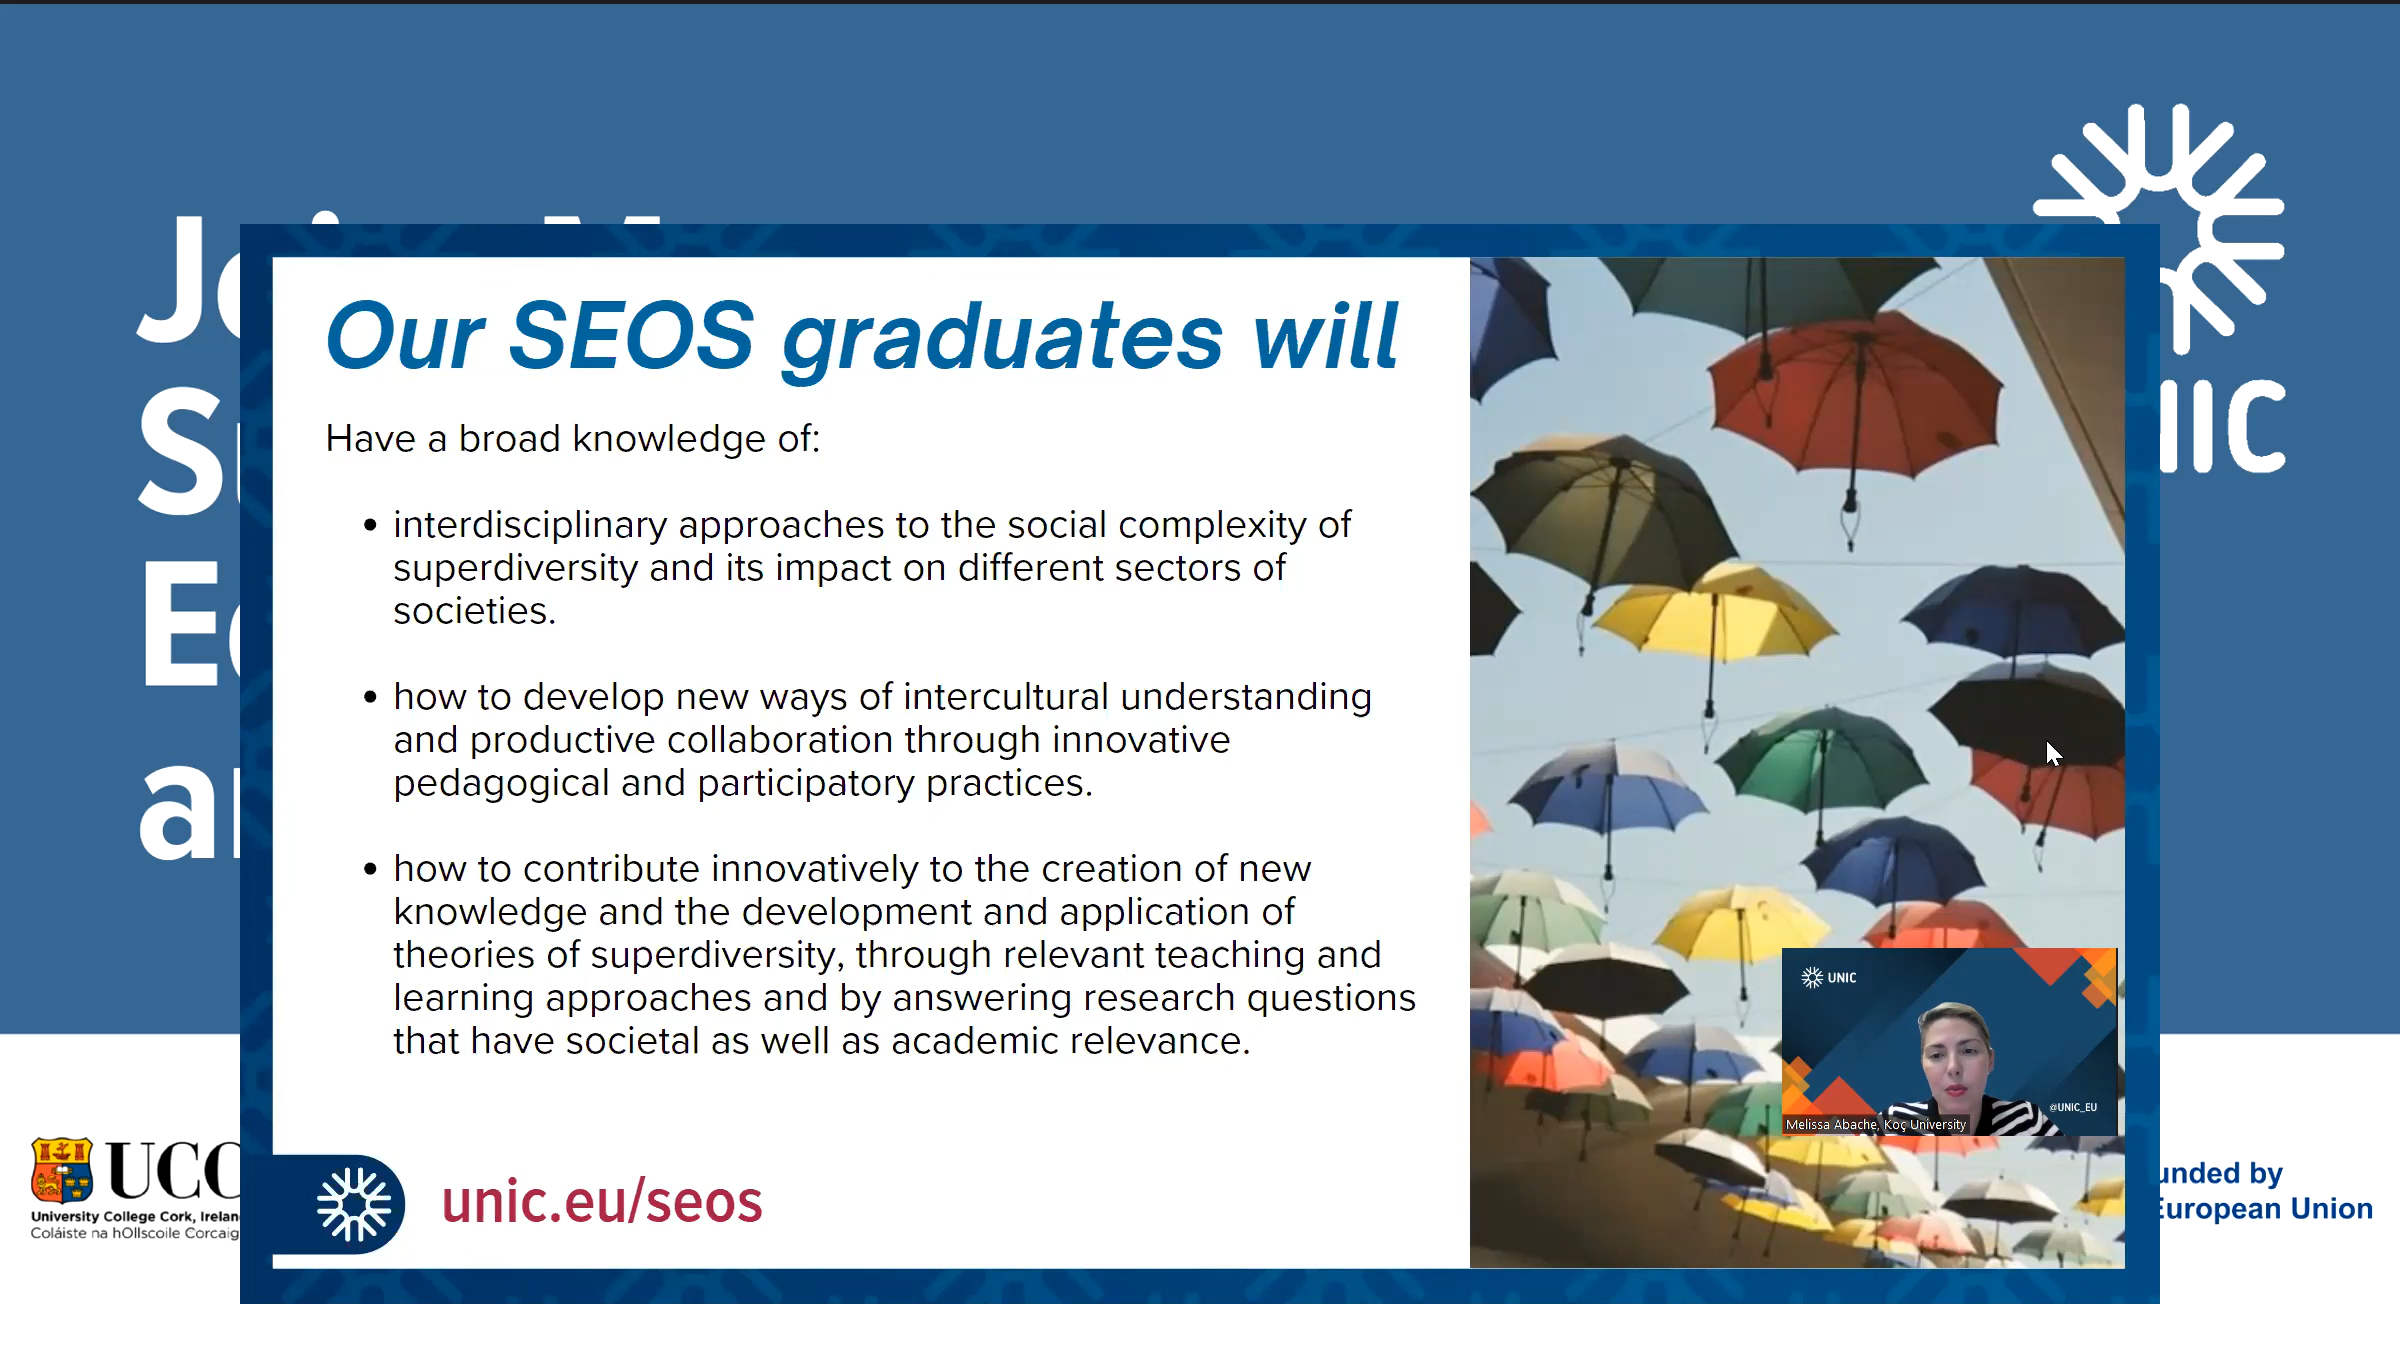 Our SEOS graduates will
Have a broad knowledge of:
• interdisciplinary approaches to the social complexity of
superdiversity and its impact on different sectors of
societies.
• how to develop new ways of intercultural understanding
and productive collaboration through innovative
pedagogical and participatory practices.
• how to contribute innovatively to the creation of new
knowledge and the development and application of
theories of superdiversity, through relevant teaching and
learning approaches and by answering research questions
that have societal as well as academic relevance.
unic.eu/seos
UNIC
@UNIC_EU
Melissa Abache, Koç University
UCC
University College Cork,
Coláiste na hOllscoile
by
European Union